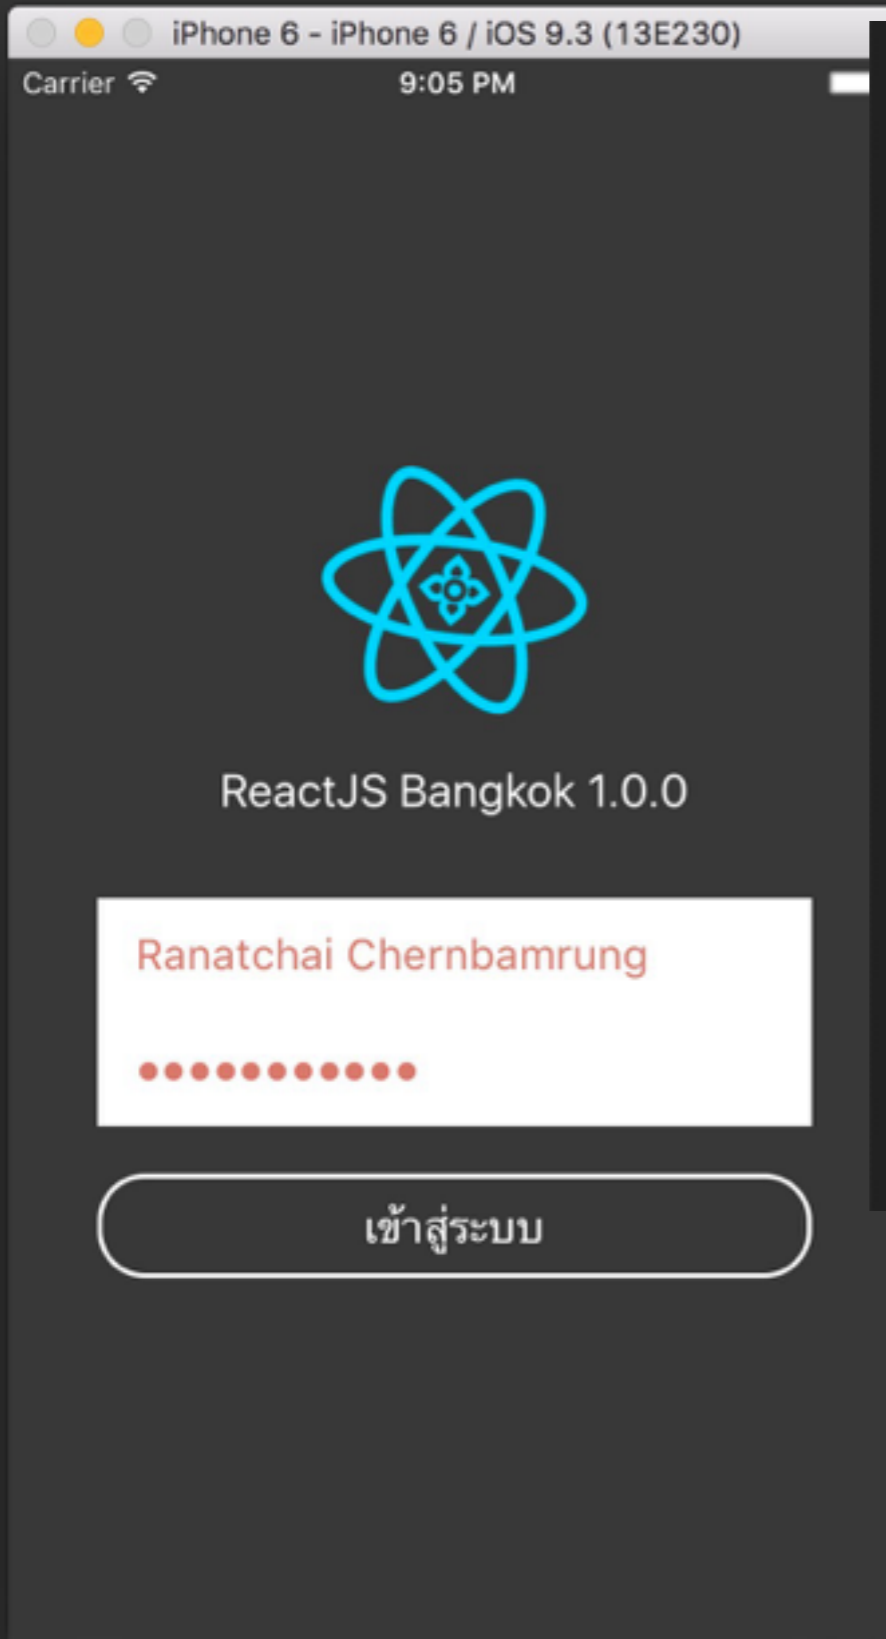 iPhone 6 - iPhone 6 / iOS 9.3 (13E230)
Carrier 9:05 PM
ReactJS Bangkok 1.0.0
Ranatchai Chernbamrung
•••••••••••
เข้าสู่ระบบ